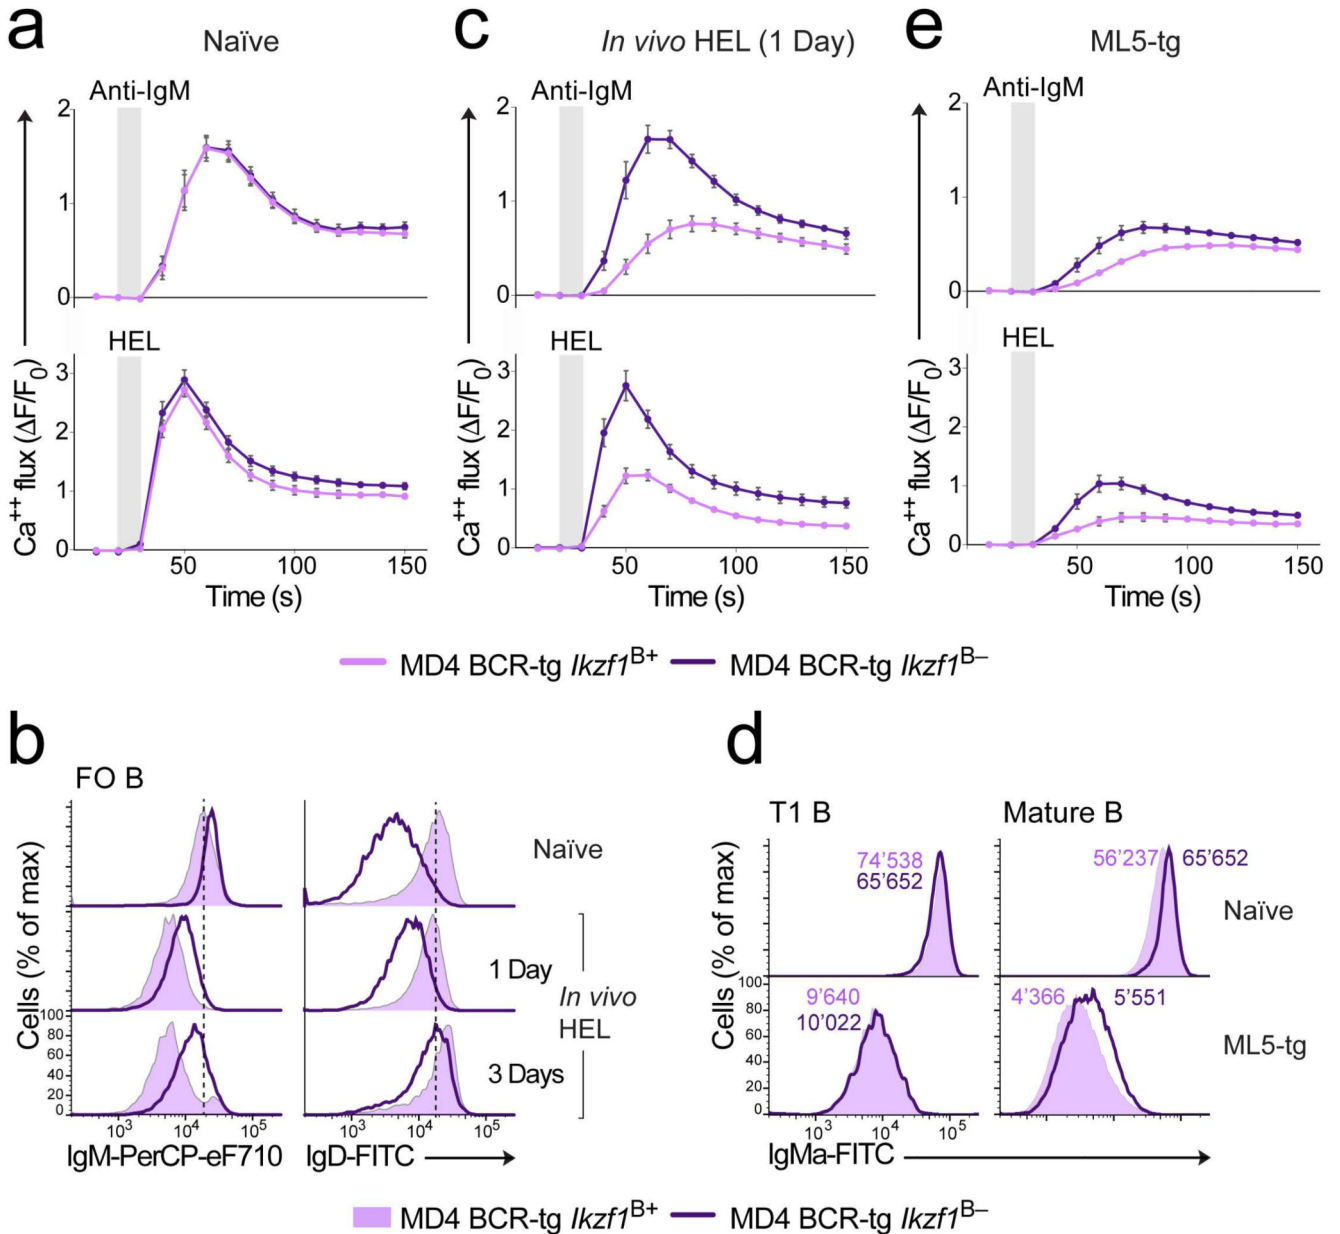 a
Naïve
Anti-IgM
2
1
0
HEL
3
2
1
0
50
100
150
Ca++ flux (ΔF/F0)
Time (s)
c
In vivo HEL (1 Day)
Anti-IgM
2
1
0
HEL
3
2
1
0
50
100
150
Ca++ flux (ΔF/F0)
Time (s)
e
ML5-tg
Anti-IgM
2
1
0
HEL
3
2
1
0
50
100
150
Ca++ flux (ΔF/F0)
Time (s)
MD4 BCR-tg Ikzf1B+
MD4 BCR-tg Ikzf1B–
b
FO B
Naïve
1 Day
In vivo
HEL
3 Days
Cells (% of max)
100
80
60
40
20
0
10³
10⁴
10⁵
10³
10⁴
10⁵
IgM-PerCP-eF710
IgD-FITC
d
T1 B
Mature B
74’538
65’652
56’237
65’652
Naïve
9’640
10’022
4’366
5’551
ML5-tg
Cells (% of max)
100
80
60
40
20
0
10³
10⁴
10⁵
IgMa-FITC
MD4 BCR-tg Ikzf1B+
MD4 BCR-tg Ikzf1B–